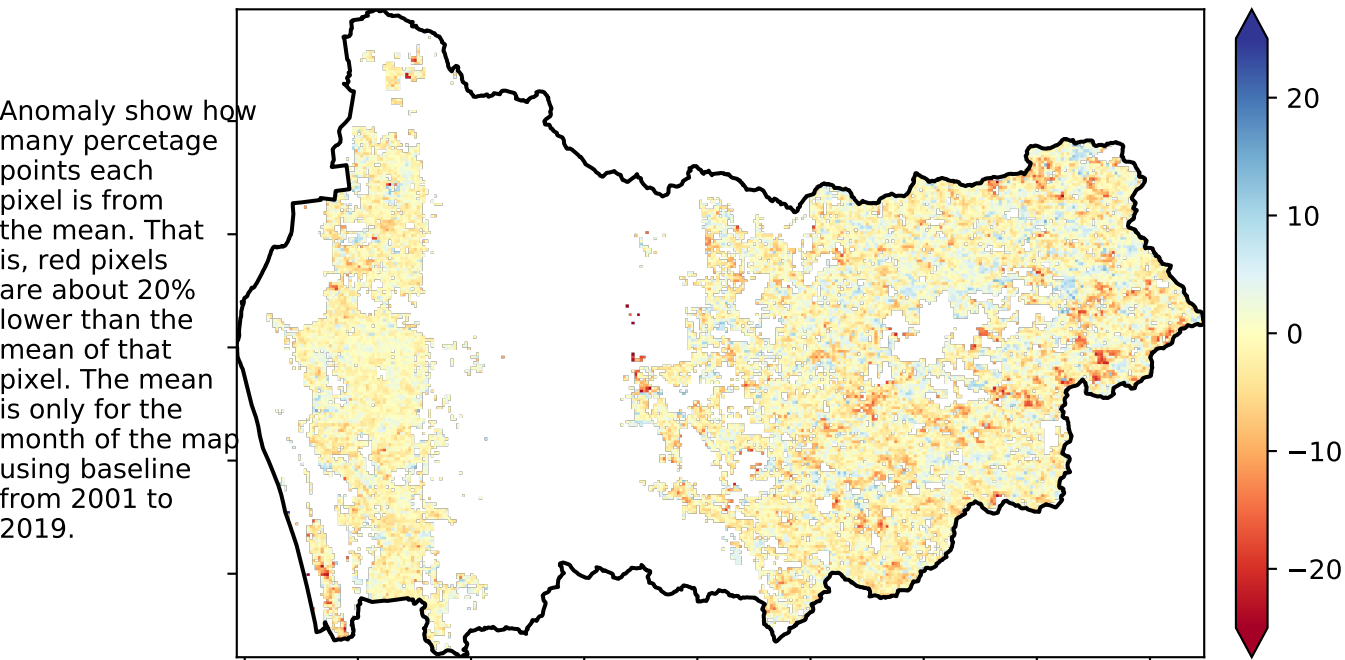 Anomaly show how
many percetage
points each
pixel is from
the mean. That
is, red pixels
are about 20%
lower than the
mean of that
pixel. The mean
is only for the
month of the map
using baseline
from 2001 to
2019.
20
10
0
−10
−20